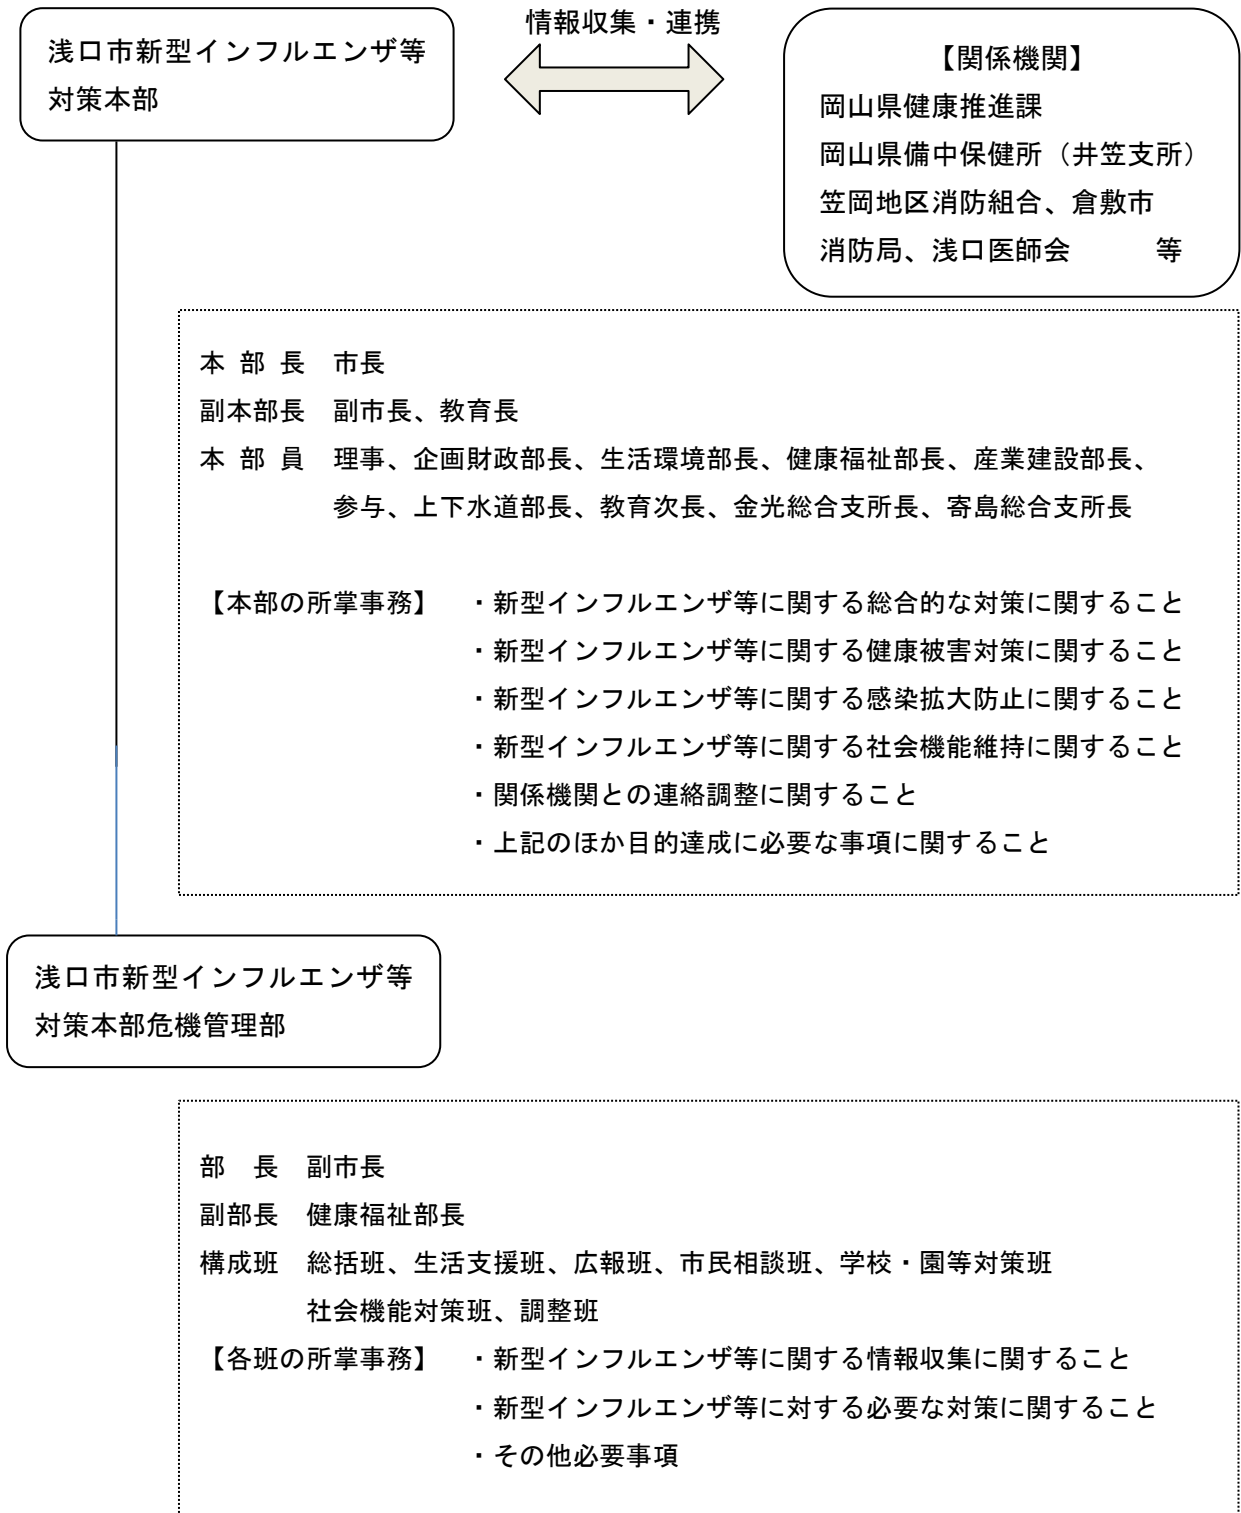 浅口市新型インフルエンザ等
対策本部
情報収集・連携
【関係機関】
岡山県健康推進課
岡山県備中保健所（井笠支所）
笠岡地区消防組合、倉敷市
消防局、浅口医師会　　　等
本 部 長　市長
副本部長　副市長、教育長
本 部 員　理事、企画財政部長、生活環境部長、健康福祉部長、産業建設部長、
参与、上下水道部長、教育次長、金光総合支所長、寄島総合支所長
【本部の所掌事務】　・新型インフルエンザ等に関する総合的な対策に関すること
・新型インフルエンザ等に関する健康被害対策に関すること
・新型インフルエンザ等に関する感染拡大防止に関すること
・新型インフルエンザ等に関する社会機能維持に関すること
・関係機関との連絡調整に関すること
・上記のほか目的達成に必要な事項に関すること
浅口市新型インフルエンザ等
対策本部危機管理部
部　長　副市長
副部長　健康福祉部長
構成班　総括班、生活支援班、広報班、市民相談班、学校・園等対策班
社会機能対策班、調整班
【各班の所掌事務】　・新型インフルエンザ等に関する情報収集に関すること
・新型インフルエンザ等に対する必要な対策に関すること
・その他必要事項